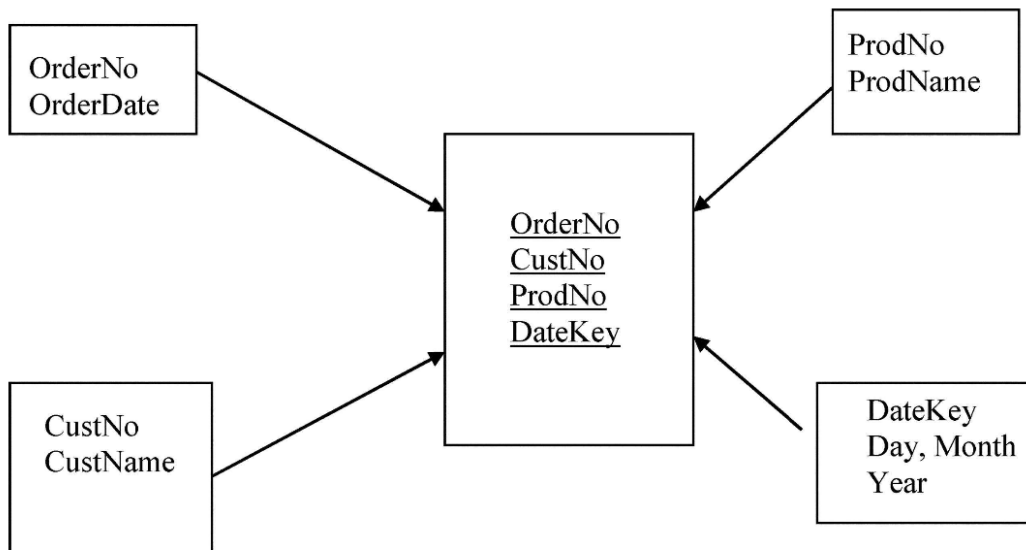 OrderNo
OrderDate
ProdNo
ProdName
OrderNo
CustNo
ProdNo
DateKey
CustNo
CustName
DateKey
Day, Month
Year